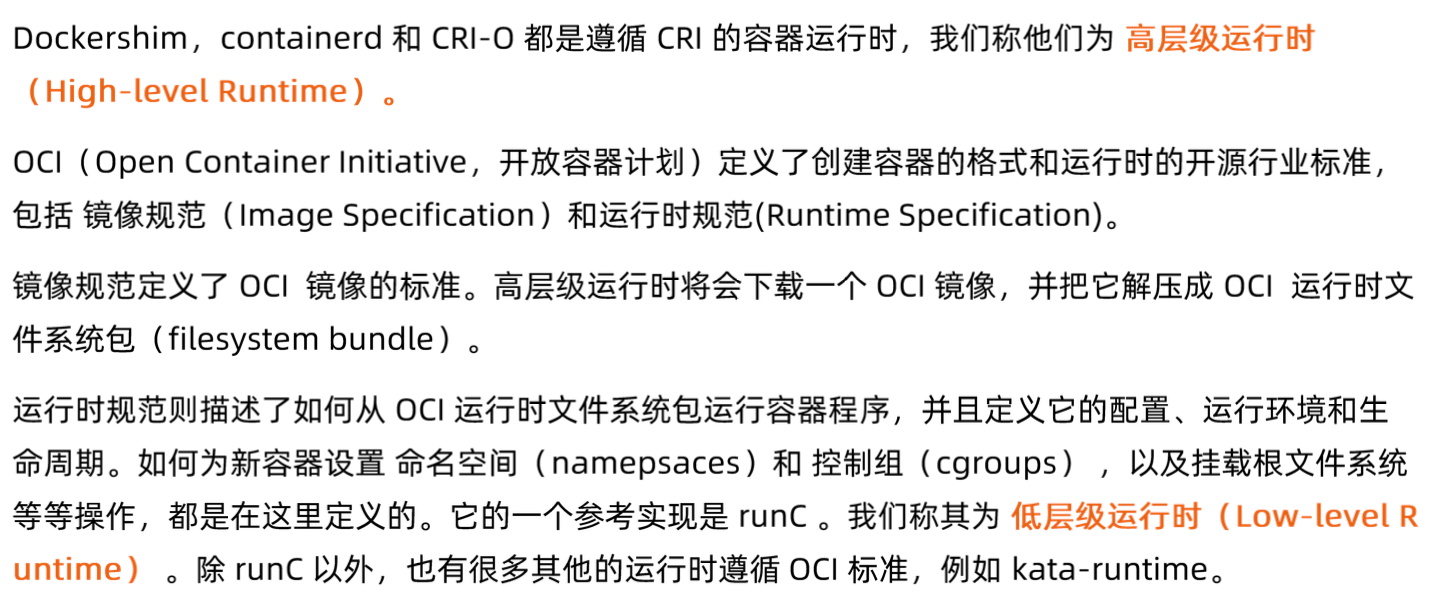 Dockershim，containerd 和 CRI-O 都是遵循 CRI 的容器运行时，我们称他们为 高层级运行时
（High-level Runtime）。
OCI（Open Container Initiative，开放容器计划）定义了创建容器的格式和运行时的开源行业标准，
包括 镜像规范（Image Specification）和运行时规范(Runtime Specification)。
镜像规范定义了 OCI 镜像的标准。高层级运行时将会下载一个 OCI 镜像，并把它解压成 OCI 运行时文
件系统包（filesystem bundle）。
运行时规范则描述了如何从 OCI 运行时文件系统包运行容器程序，并且定义它的配置、运行环境和生
命周期。如何为新容器设置 命名空间（namepsaces）和 控制组（cgroups） ，以及挂载根文件系统
等等操作，都是在这里定义的。它的一个参考实现是 runC 。我们称其为 低层级运行时（Low-level R
untime） 。除 runC 以外，也有很多其他的运行时遵循 OCI 标准，例如 kata-runtime。